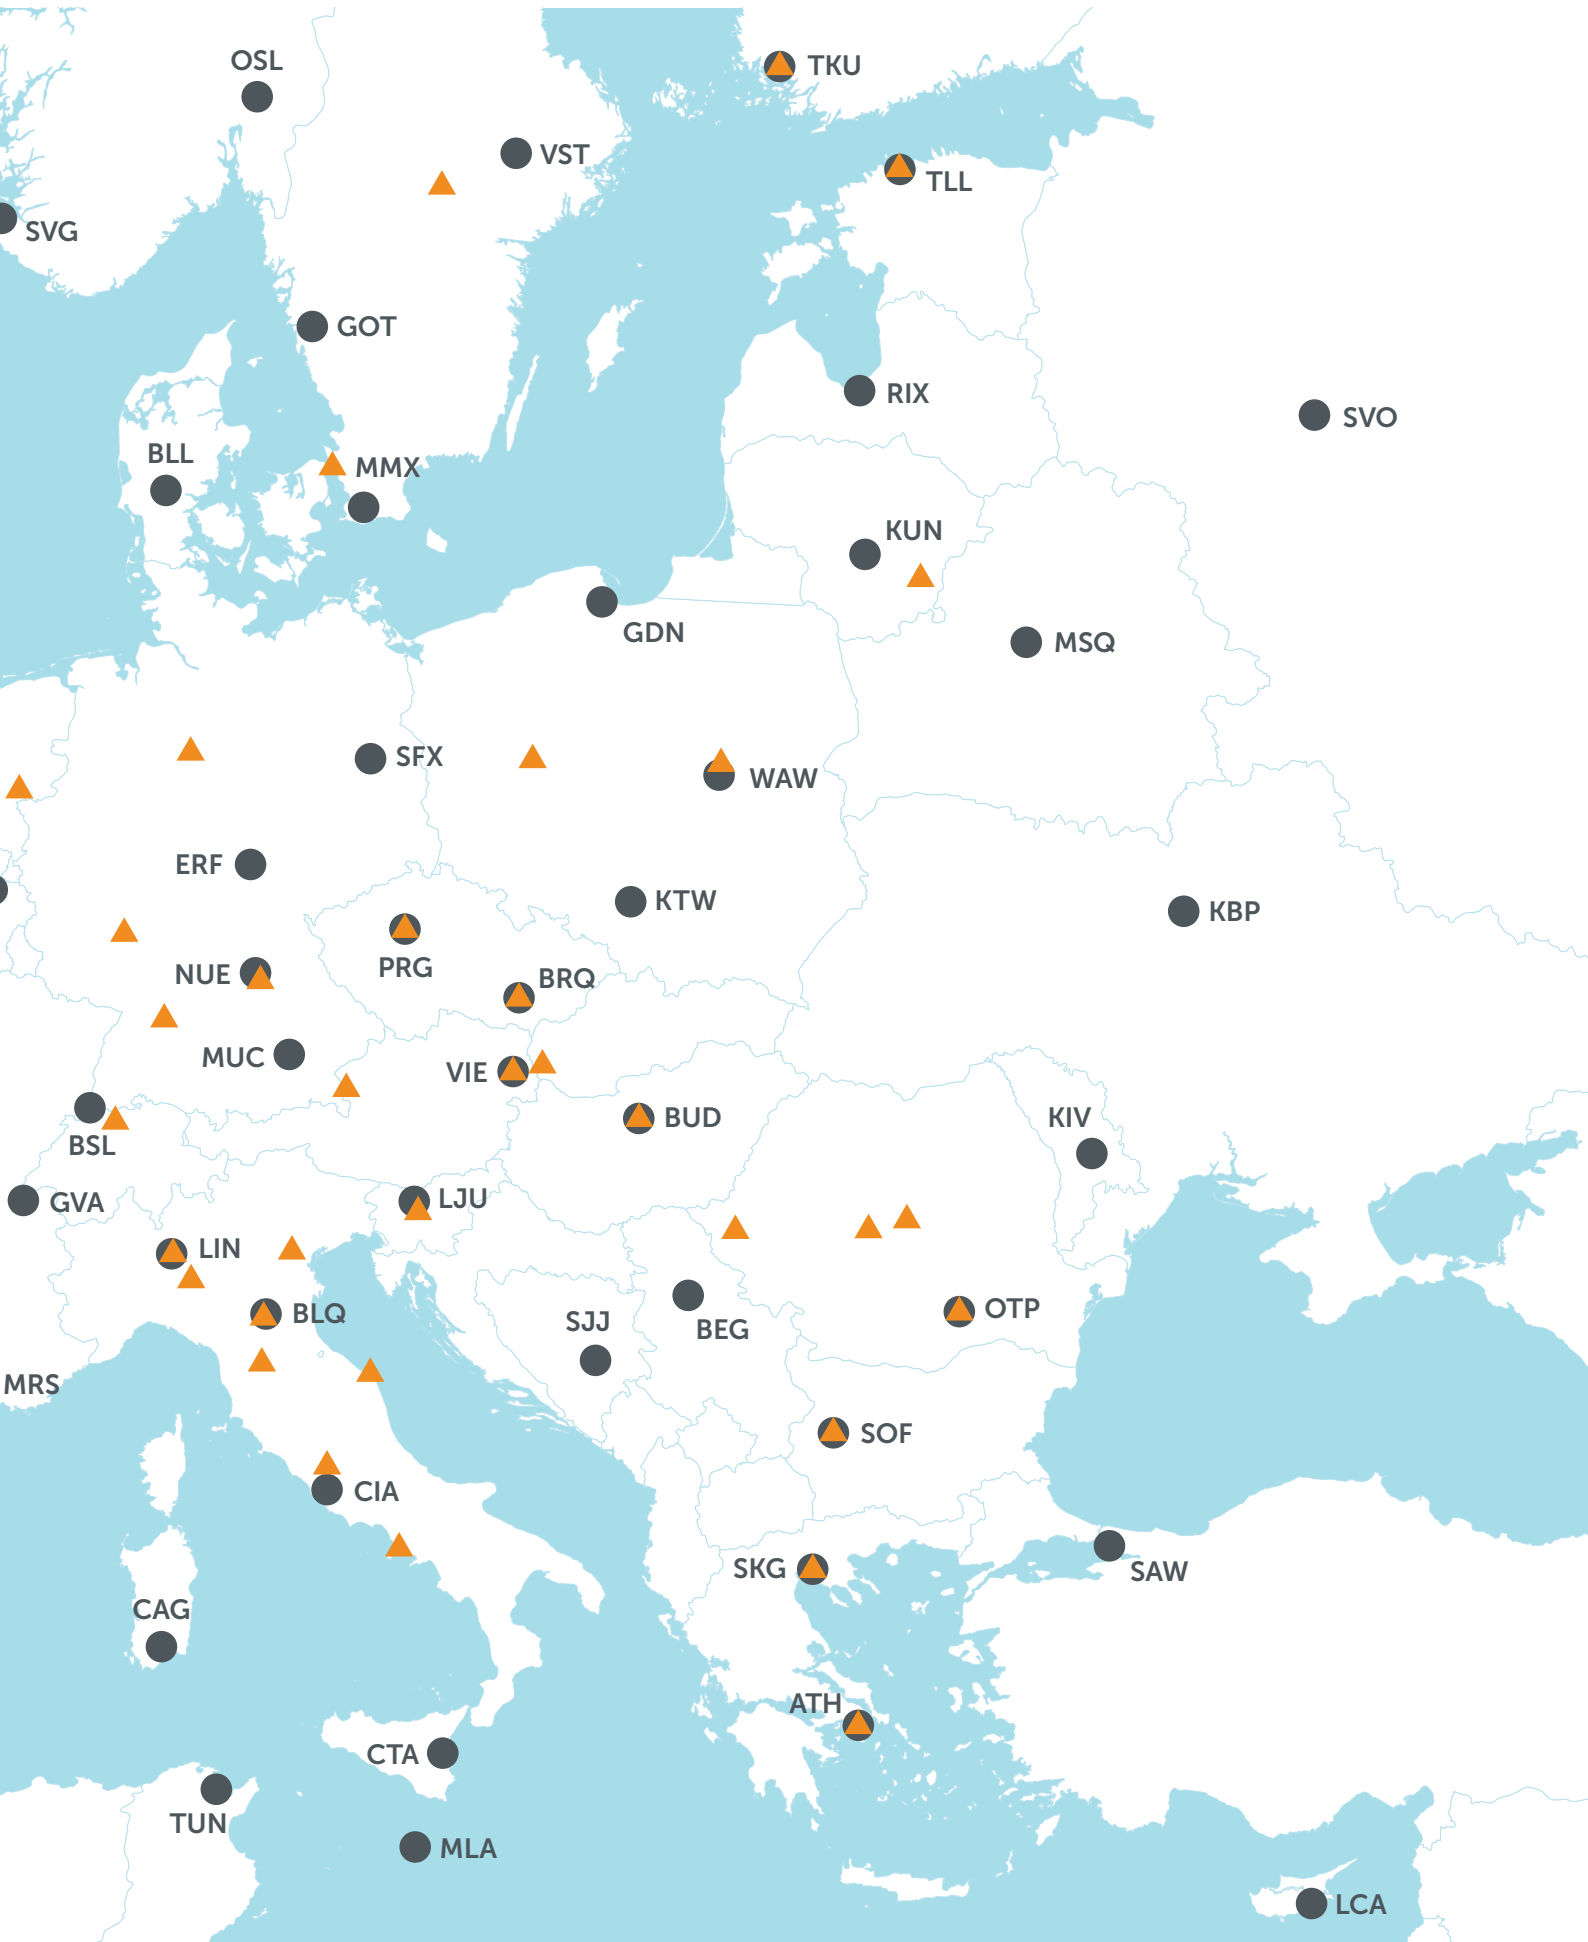 OSL
TKU
VST
TLL
SVG
GOT
RIX
SVO
BLL
MMX
KUN
GDN
MSQ
SFX
WAW
ERF
KTW
KBP
PRG
NUE
BRQ
MUC
VIE
BUD
KIV
BSL
GVA
LJU
LIN
BLQ
SJJ
BEG
OTP
MRS
SOF
CIA
SKG
SAW
CAG
ATH
CTA
TUN
MLA
LCA